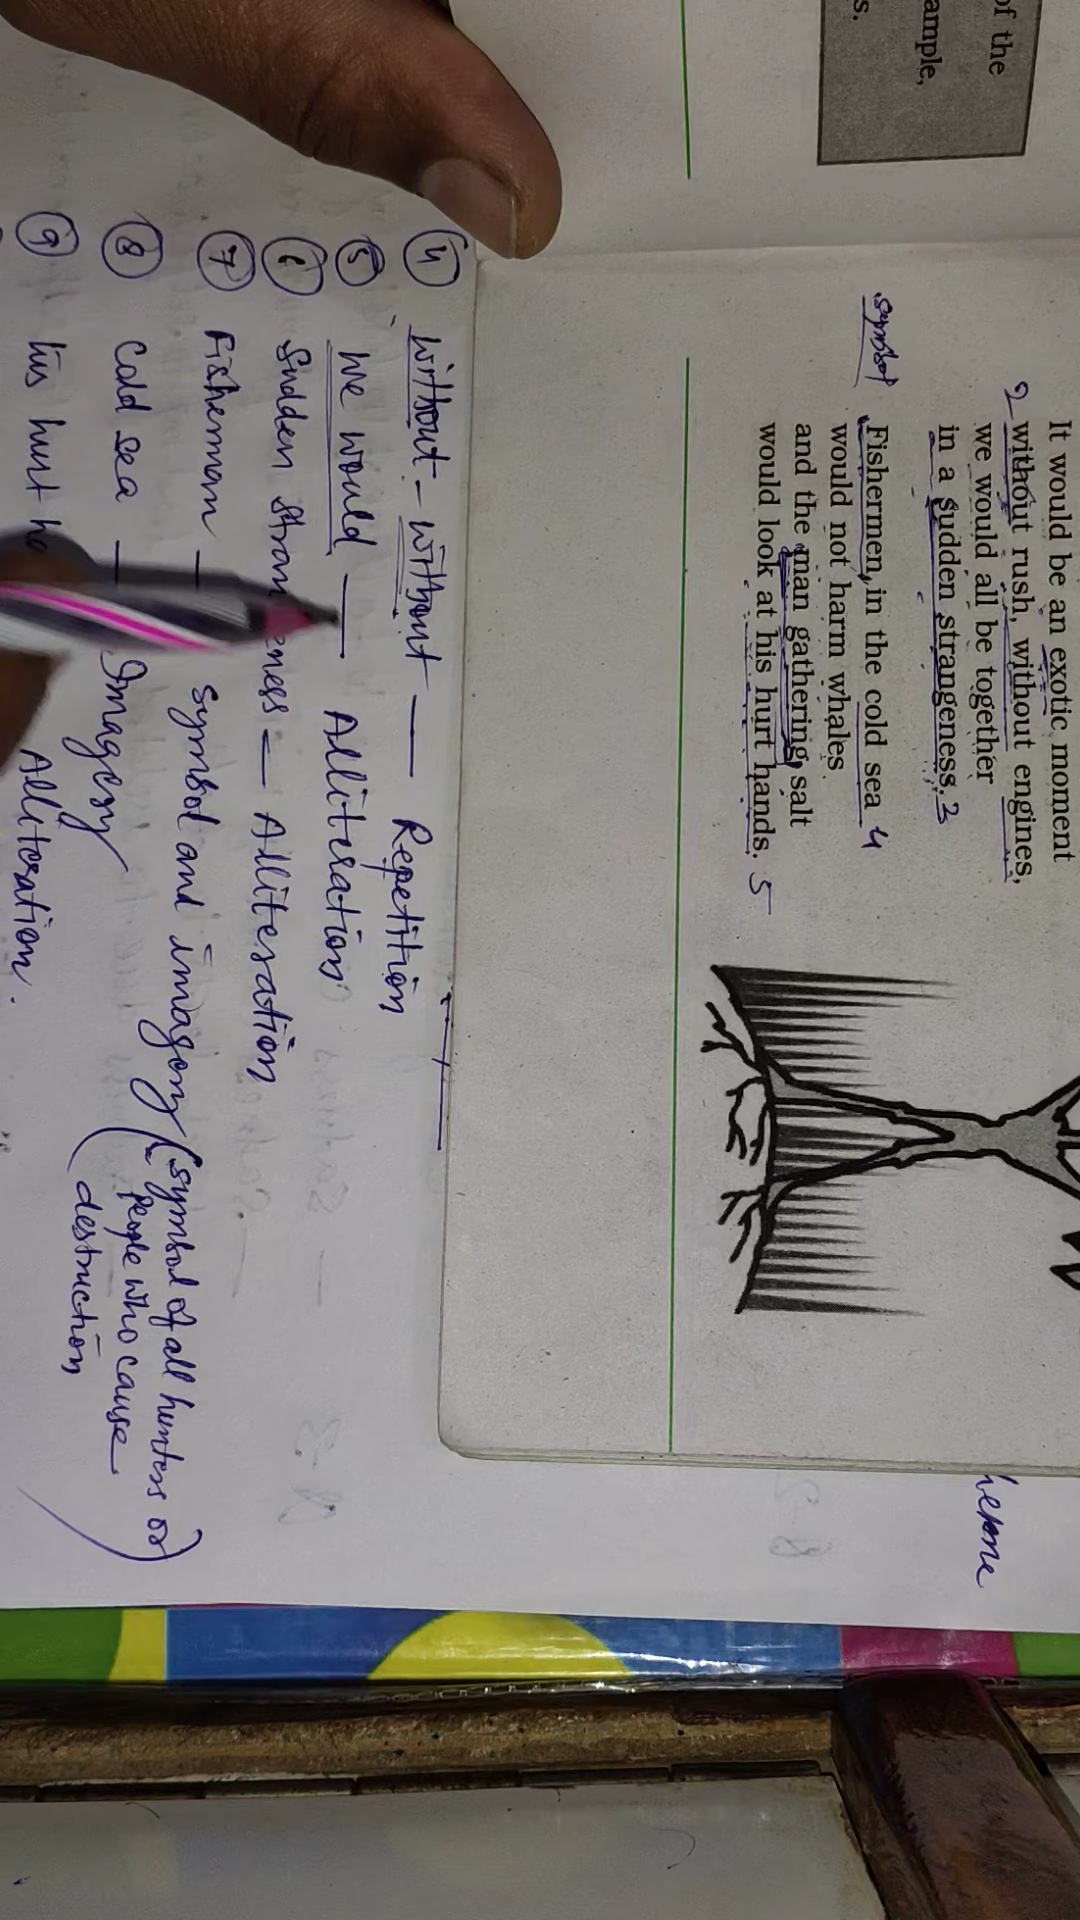 of the
ample,
s.
It would be an exotic moment
2 without rush, without engines,
we would all be together
in a sudden strangeness. 3
symbol
Fishermen, in the cold sea 4
would not harm whales
and the man gathering salt
would look at his hurt hands. 5
heme
4 without - without — Repetition
5 we would — Alliteration
6 Sudden stran eness — Alliteration
7 Fisherman — Symbol and imagery (symbol of all hunters or
people who cause
destruction)
8 Cold sea — Imagery
9 his hurt ha Alliteration.